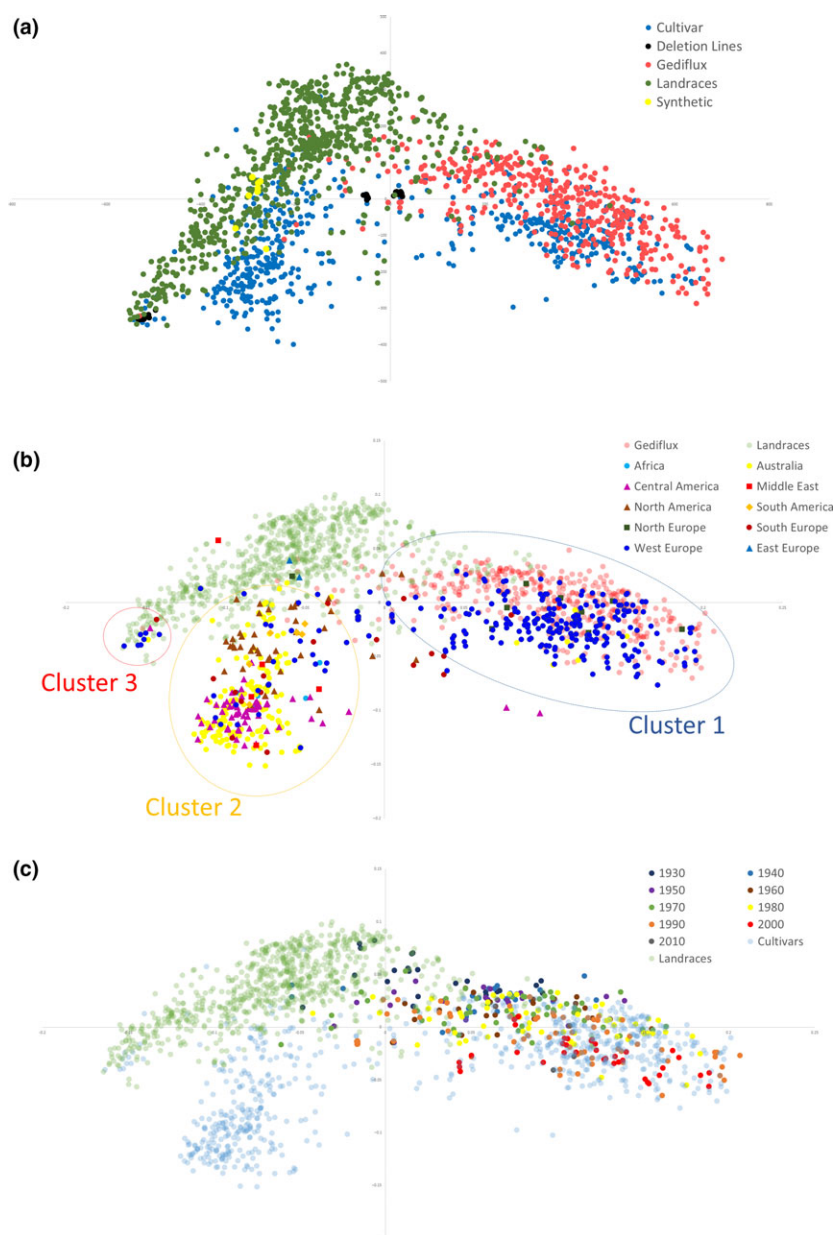 (a)
Cultivar
Deletion Lines
Gediflux
Landraces
Synthetic
(b)
Gediflux Landraces
Africa Australia
Central America Middle East
North America South America
North Europe South Europe
West Europe East Europe
Cluster 3
Cluster 1
Cluster 2
(c)
1930 1940
1950 1960
1970 1980
1990 2000
2010 Cultivars
Landraces